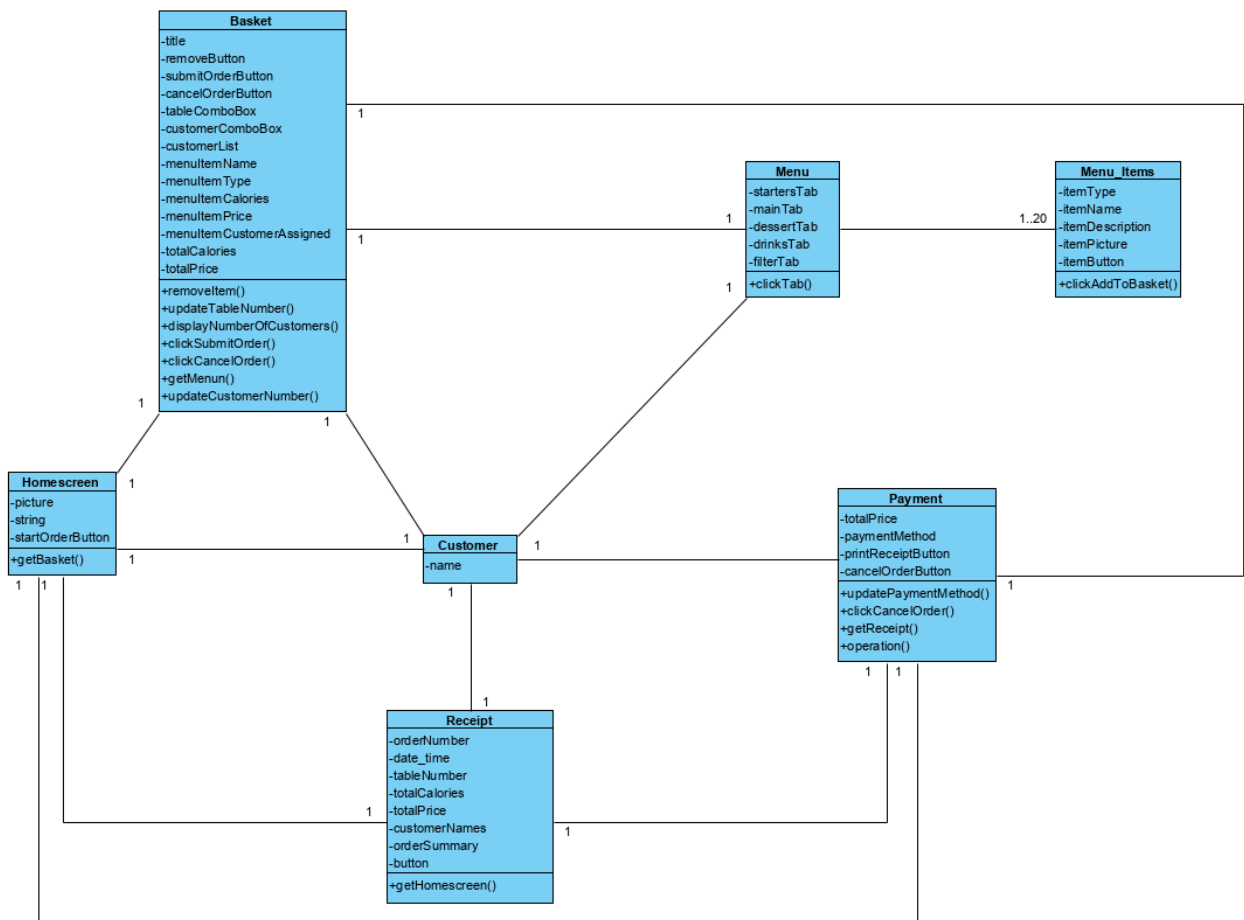 Basket
-title
-removeButton
-submitOrderButton
-cancelOrderButton
-tableComboBox
-customerComboBox
-customerList
-menuItemName
-menuItemType
-menuItemCalories
-menuItemPrice
-menuItemCustomerAssigned
-totalCalories
-totalPrice
+removeItem()
+updateTableNumber()
+displayNumberOfCustomers()
+clickSubmitOrder()
+clickCancelOrder()
+getMenun()
+updateCustomerNumber()
1
1
1
1
Menu
-startersTab
-mainTab
-dessertTab
-drinksTab
-filterTab
+clickTab()
1
1
1..20
Menu_Items
-itemType
-itemName
-itemDescription
-itemPicture
-itemButton
+clickAddToBasket()
Homescreen
-picture
-string
-startOrderButton
+getBasket()
1
1
1
1
Customer
-name
1
1
1
Payment
-totalPrice
-paymentMethod
-printReceiptButton
-cancelOrderButton
+updatePaymentMethod()
+clickCancelOrder()
+getReceipt()
+operation()
1
1
1
Receipt
-orderNumber
-date_time
-tableNumber
-totalCalories
-totalPrice
-customerNames
-orderSummary
-button
+getHomescreen()
1
1
1